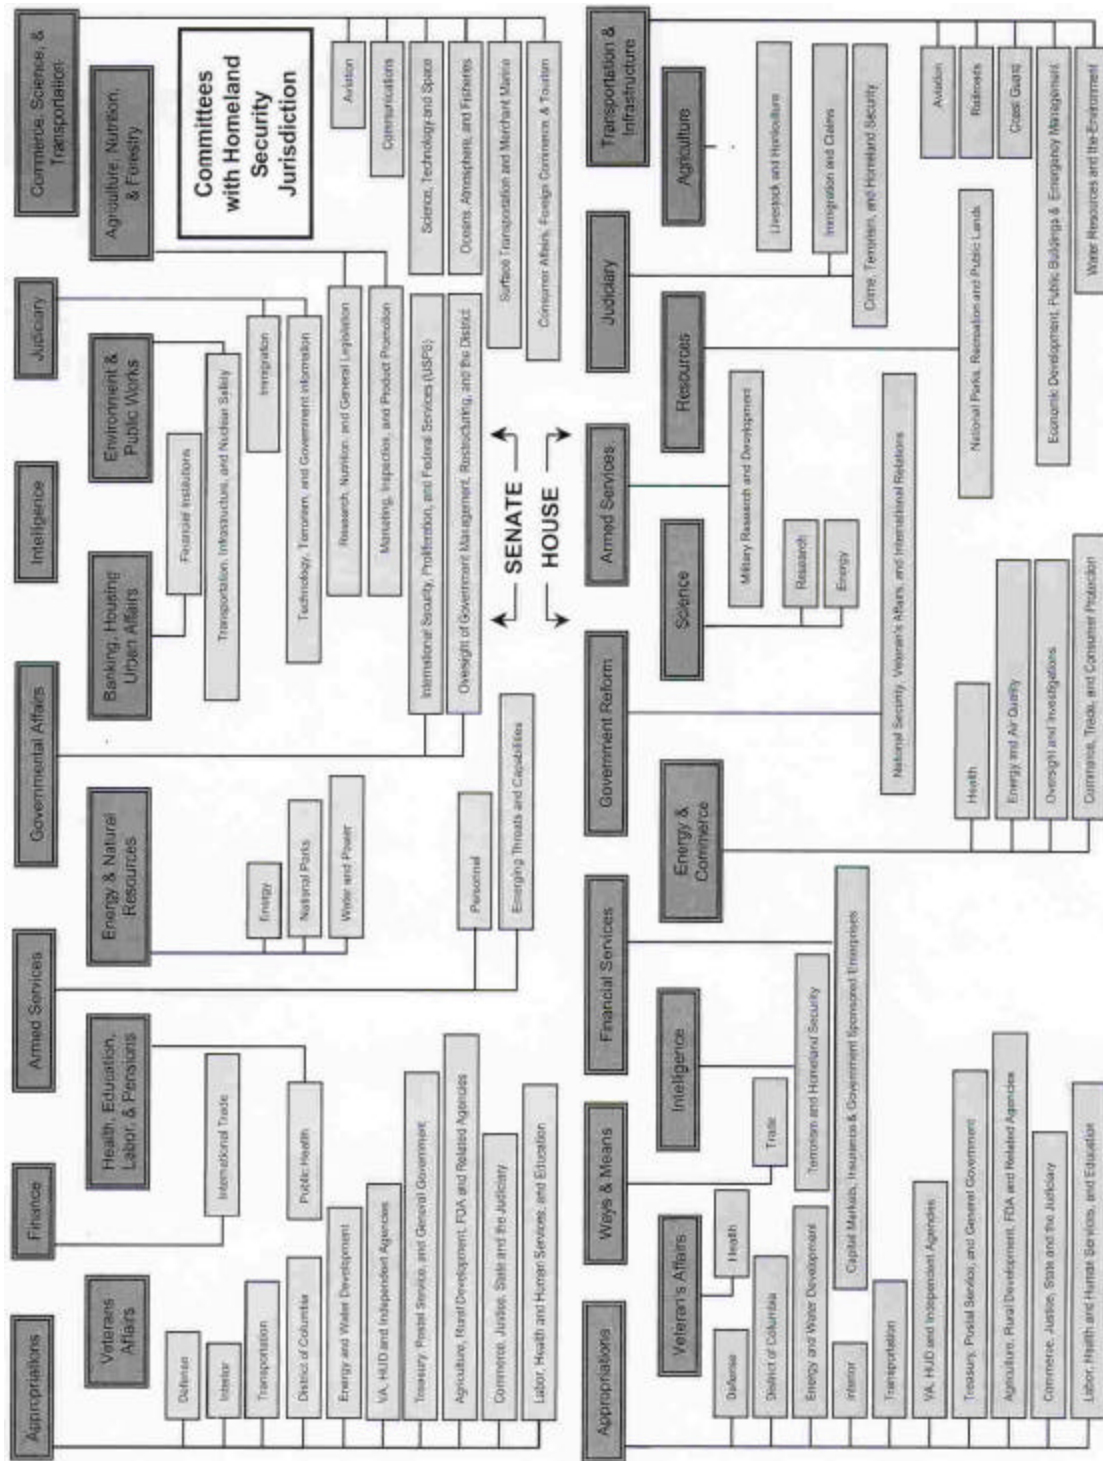 Committees
with Homeland
Security
Jurisdiction
Appropriations
Defense
Interior
Transportation
District of Columbia
Energy and Water Development
VA, HUD and Independent Agencies
Treasury, Postal Service, and General Government
Agriculture, Rural Development, FDA and Related Agencies
Commerce, Justice, State and the Judiciary
Labor, Health and Human Services, and Education
Veterans
Affairs
Finance
International Trade
Health, Education,
Labor, & Pensions
Public Health
Armed Services
Personnel
Emerging Threats and Capabilities
Energy & Natural
Resources
Energy
National Parks
Water and Power
Governmental Affairs
International Security, Proliferation, and Federal Services (USPS)
Oversight of Government Management, Restructuring, and the District
Banking, Housing
Urban Affairs
Financial Institutions
Intelligence
Environment &
Public Works
Transportation, Infrastructure, and Nuclear Safety
Judiciary
Immigration
Technology, Terrorism, and Government Information
Agriculture, Nutrition,
& Forestry
Research, Nutrition, and General Legislation
Marketing, Inspection, and Product Promotion
Commerce, Science, &
Transportation
Aviation
Communications
Science, Technology and Space
Oceans, Atmosphere, and Fisheries
Surface Transportation and Merchant Marine
Consumer Affairs, Foreign Commerce, & Tourism
SENATE
HOUSE
Appropriations
Defense
District of Columbia
Energy and Water Development
Interior
Transportation
VA, HUD and Independent Agencies
Treasury, Postal Service, and General Government
Agriculture, Rural Development, FDA and Related Agencies
Commerce, Justice, State and the Judiciary
Labor, Health and Human Services, and Education
Veteran's Affairs
Health
Ways & Means
Trade
Intelligence
Terrorism and Homeland Security
Financial Services
Capital Markets, Insurance & Government Sponsored Enterprises
Energy &
Commerce
Health
Energy and Air Quality
Oversight and Investigations
Commerce, Trade, and Consumer Protection
Government Reform
National Security, Veteran's Affairs, and International Relations
Science
Research
Energy
Armed Services
Military Research and Development
Resources
National Parks, Recreation and Public Lands
Judiciary
Immigration and Claims
Crime, Terrorism, and Homeland Security
Agriculture
Livestock and Horticulture
Transportation &
Infrastructure
Aviation
Railroads
Coast Guard
Economic Development, Public Buildings & Emergency Management
Water Resources and the Environment